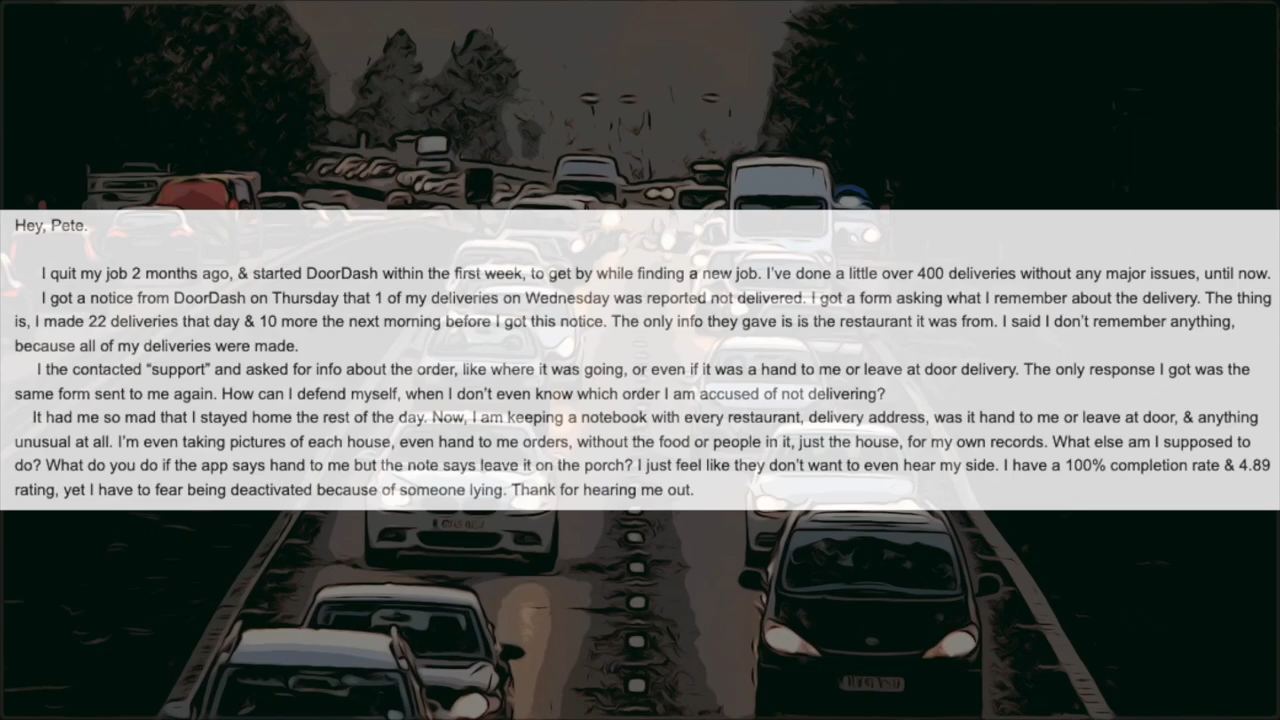 Hey, Pete.
I quit my job 2 months ago, & started DoorDash within the first week, to get by while finding a new job. I've done a little over 400 deliveries without any major issues, until now.
I got a notice from DoorDash on Thursday that 1 of my deliveries on Wednesday was reported not delivered. I got a form asking what I remember about the delivery. The thing
is, I made 22 deliveries that day & 10 more the next morning before I got this notice. The only info they gave is is the restaurant it was from. I said I don't remember anything,
because all of my deliveries were made.
I the contacted “support” and asked for info about the order, like where it was going, or even if it was a hand to me or leave at door delivery. The only response I got was the
same form sent to me again. How can I defend myself, when I don't even know which order I am accused of not delivering?
It had me so mad that I stayed home the rest of the day. Now, I am keeping a notebook with every restaurant, delivery address, was it hand to me or leave at door, & anything
unusual at all. I'm even taking pictures of each house, even hand to me orders, without the food or people in it, just the house, for my own records. What else am I supposed to
do? What do you do if the app says hand to me but the note says leave it on the porch? I just feel like they don't want to even hear my side. I have a 100% completion rate & 4.89
rating, yet I have to fear being deactivated because of someone lying. Thank for hearing me out.